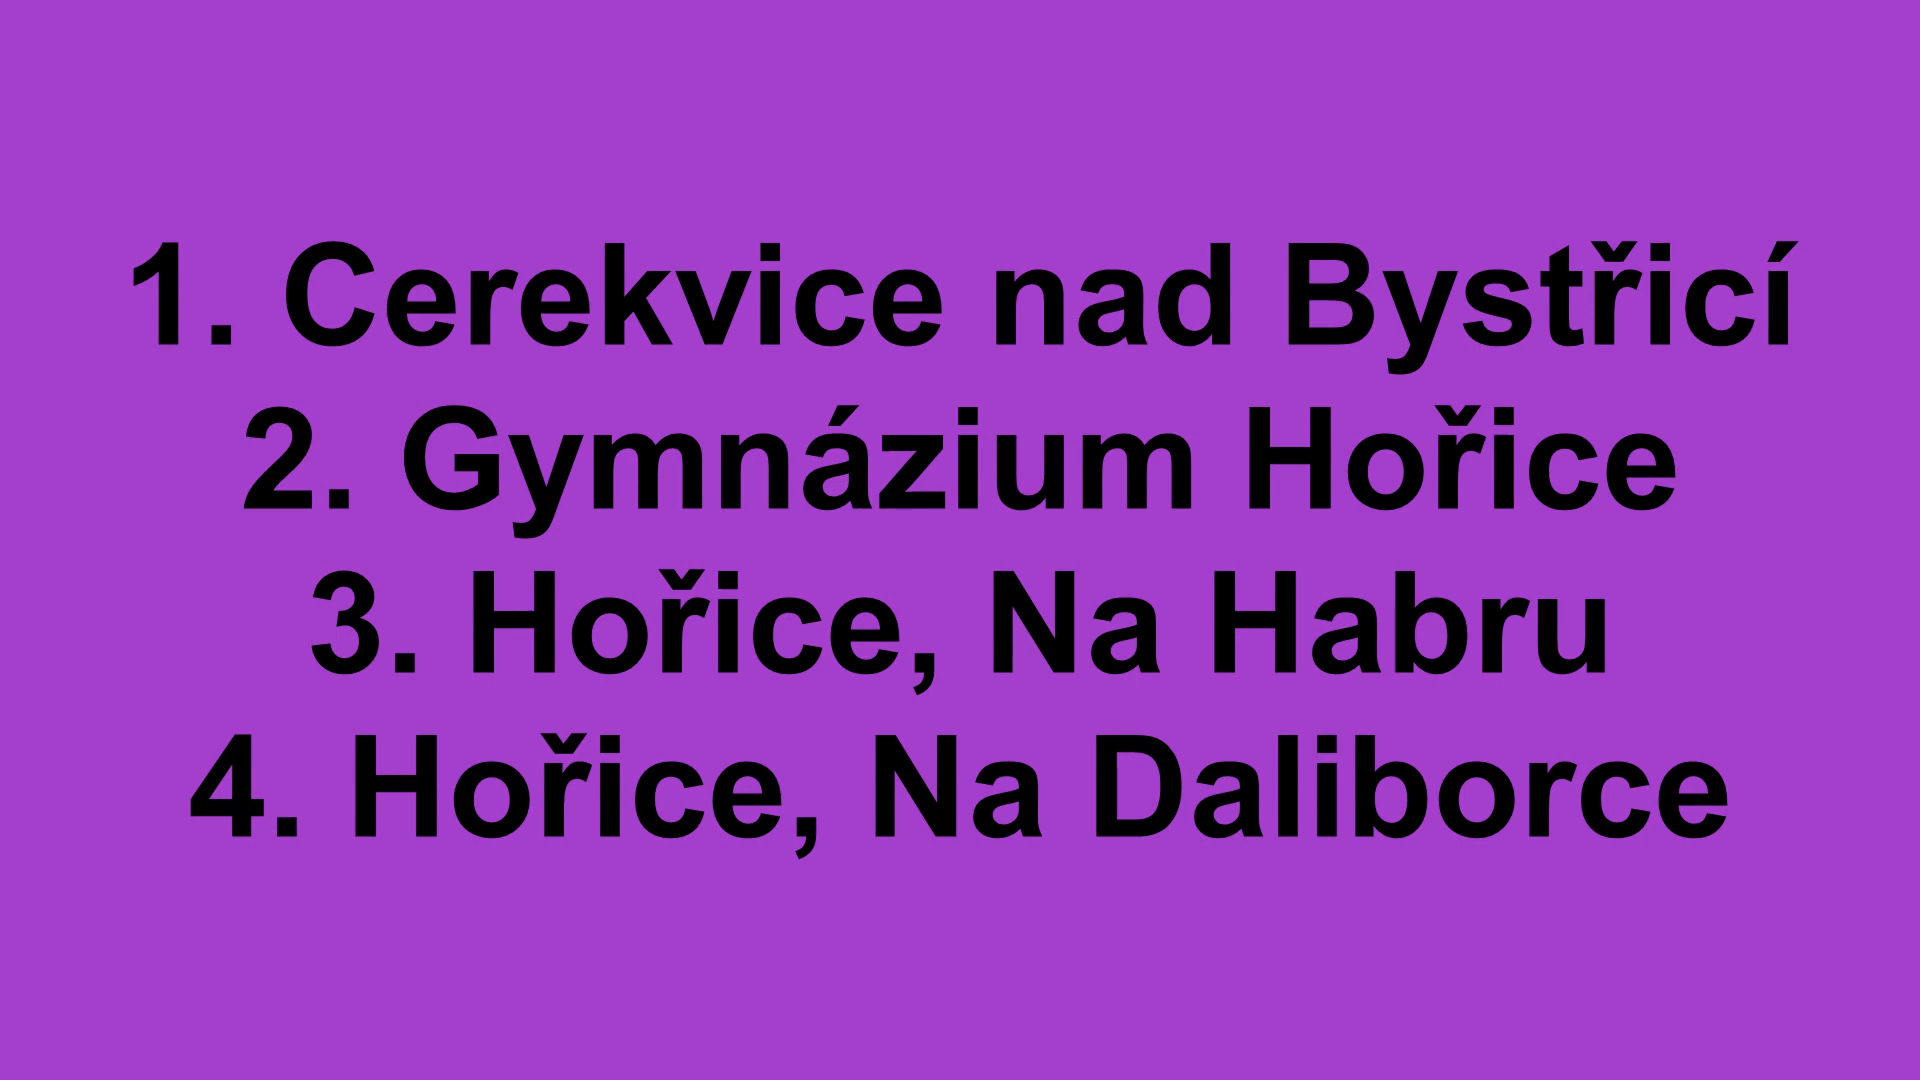 1. Cerekvice nad Bystřicí
2. Gymnázium Hořice
3. Hořice, Na Habru
4. Hořice, Na Daliborce